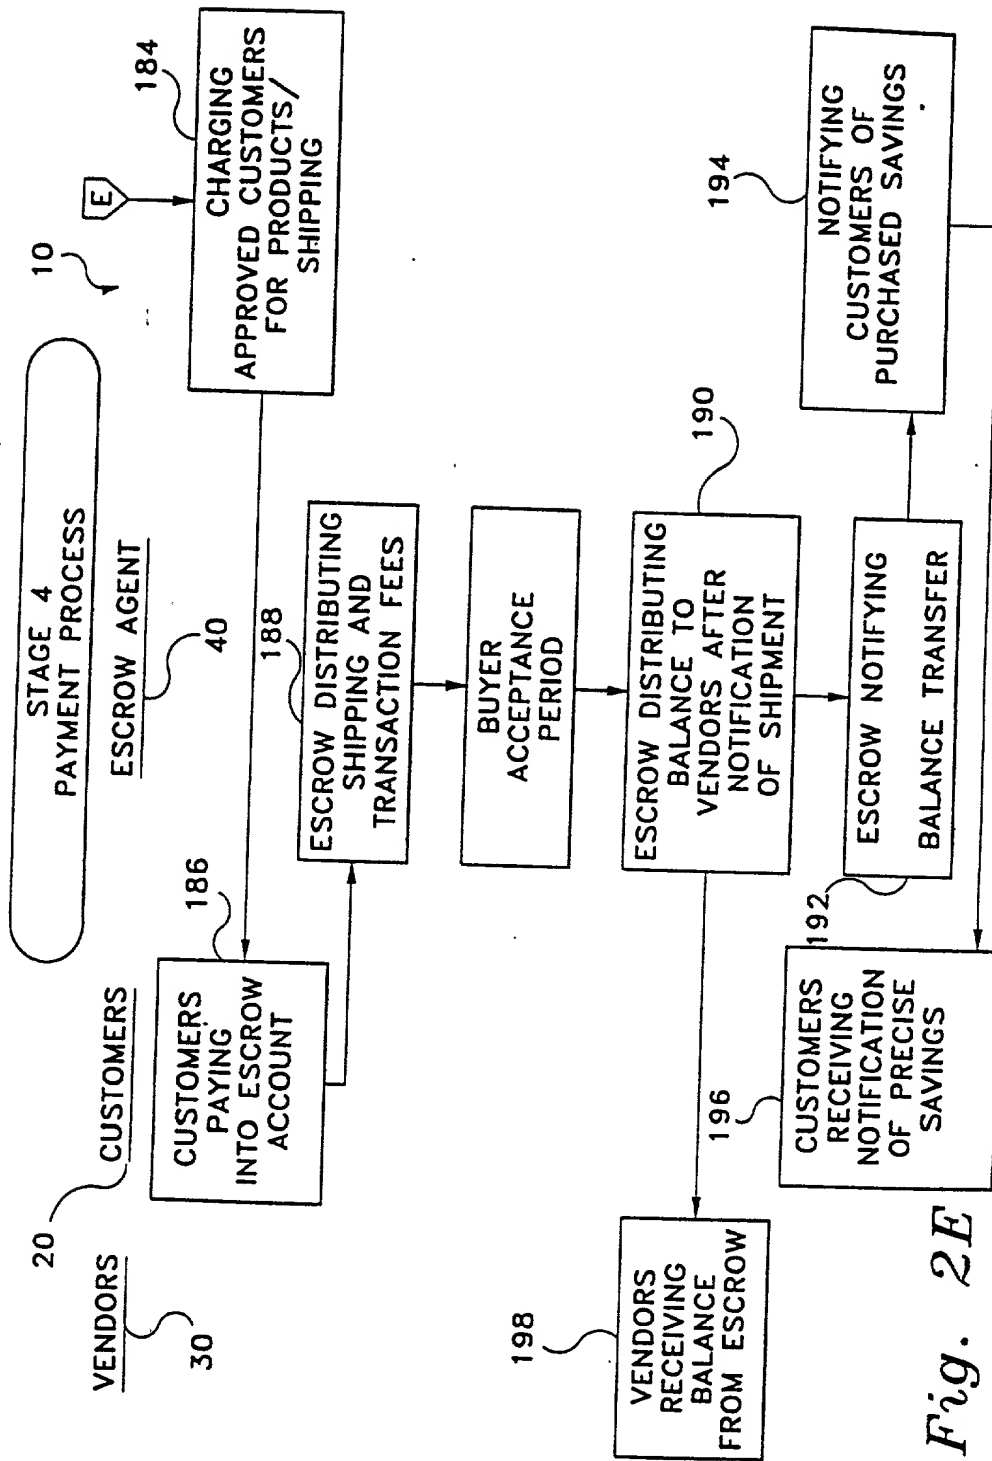 STAGE 4
PAYMENT PROCESS
10
E
VENDORS
30
20
CUSTOMERS
ESCROW AGENT
40
184
CHARGING
APPROVED CUSTOMERS
FOR PRODUCTS/
SHIPPING
186
CUSTOMERS
PAYING
INTO ESCROW
ACCOUNT
188
ESCROW DISTRIBUTING
SHIPPING AND
TRANSACTION FEES
BUYER
ACCEPTANCE
PERIOD
190
ESCROW DISTRIBUTING
BALANCE TO
VENDORS AFTER
NOTIFICATION
OF SHIPMENT
198
VENDORS
RECEIVING
BALANCE
FROM ESCROW
192
ESCROW NOTIFYING
BALANCE TRANSFER
194
NOTIFYING
CUSTOMERS OF
PURCHASED SAVINGS
196
CUSTOMERS
RECEIVING
NOTIFICATION
OF PRECISE
SAVINGS
Fig. 2E